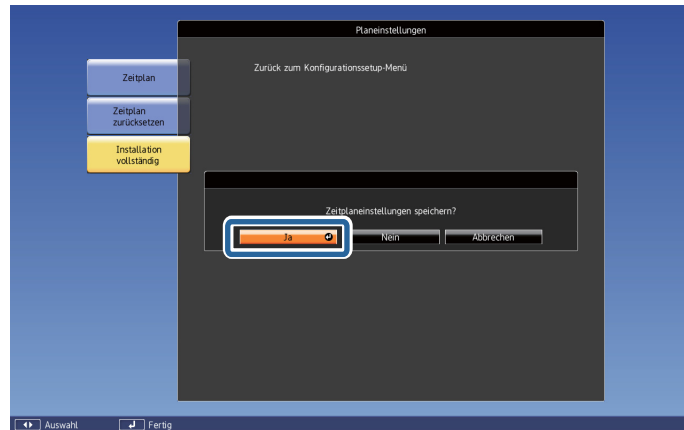 Planeinstellungen
Zeitplan
Zurück zum Konfigurationssetup-Menü
Zeitplan
zurücksetzen
Installation
vollständig
Zeitplaneinstellungen speichern?
Ja
Nein
Abbrechen
Auswahl
Fertig